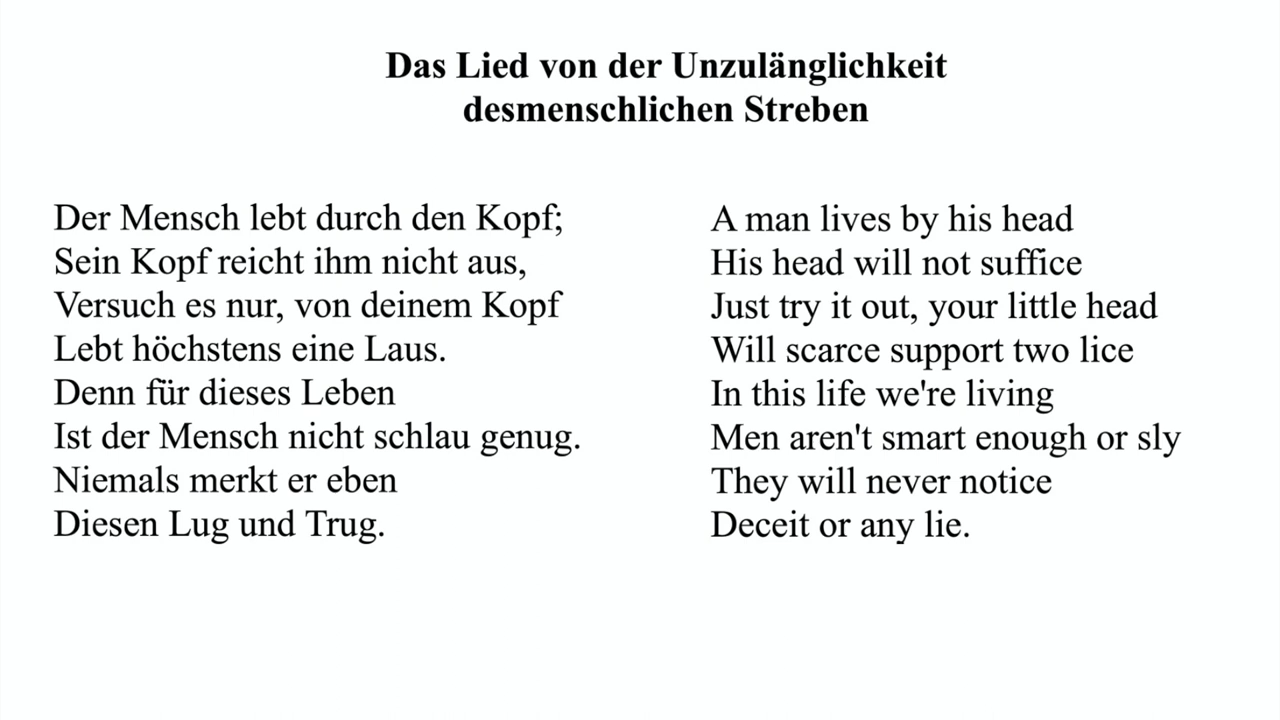 Das Lied von der Unzulänglichkeit
desmenschlichen Streben
Der Mensch lebt durch den Kopf;
Sein Kopf reicht ihm nicht aus,
Versuch es nur, von deinem Kopf
Lebt höchstens eine Laus.
Denn für dieses Leben
Ist der Mensch nicht schlau genug.
Niemals merkt er eben
Diesen Lug und Trug.
A man lives by his head
His head will not suffice
Just try it out, your little head
Will scarce support two lice
In this life we're living
Men aren't smart enough or sly
They will never notice
Deceit or any lie.